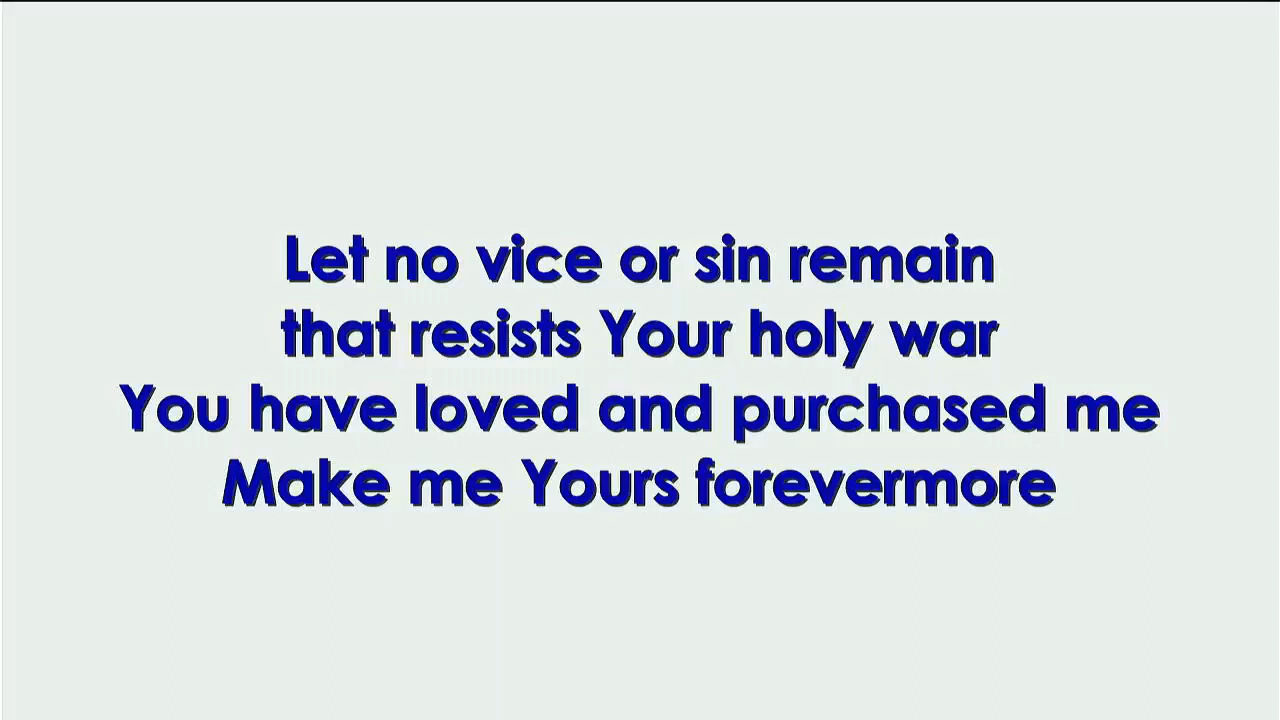 Let no vice or sin remain
that resists Your holy war
You have loved and purchased me
Make me Yours forevermore